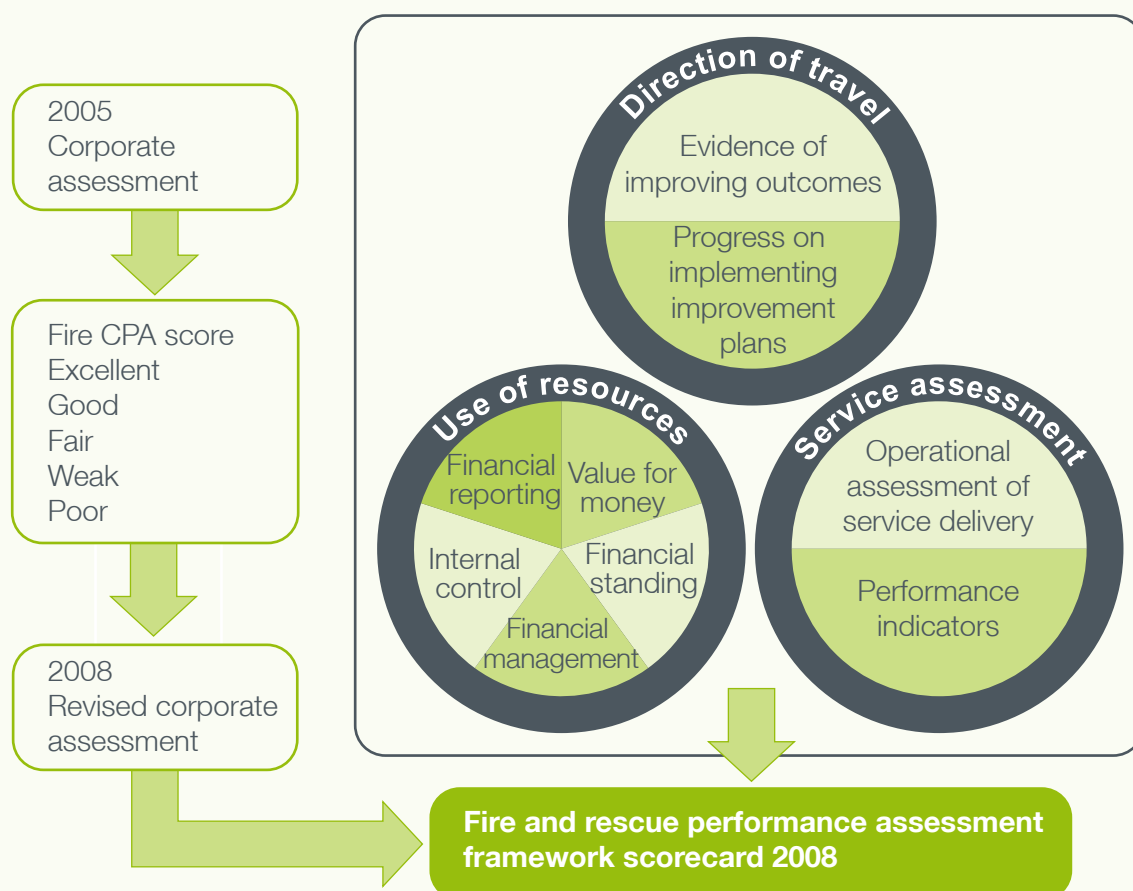 2005
Corporate
assessment
Fire CPA score
Excellent
Good
Fair
Weak
Poor
2008
Revised corporate
assessment
Direction of travel
Evidence of
improving outcomes
Progress on
implementing
improvement
plans
Use of resources
Financial
reporting
Value for
money
Internal
control
Financial
standing
Financial
management
Service assessment
Operational
assessment of
service delivery
Performance
indicators
Fire and rescue performance assessment
framework scorecard 2008